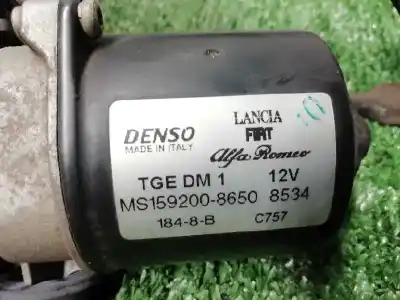 DENSO
MADE IN ITALY
LANCIA
FIAT
Alfa Romeo
TGE DM 1 12V
MS159200-8650 8534
184-8-B C757